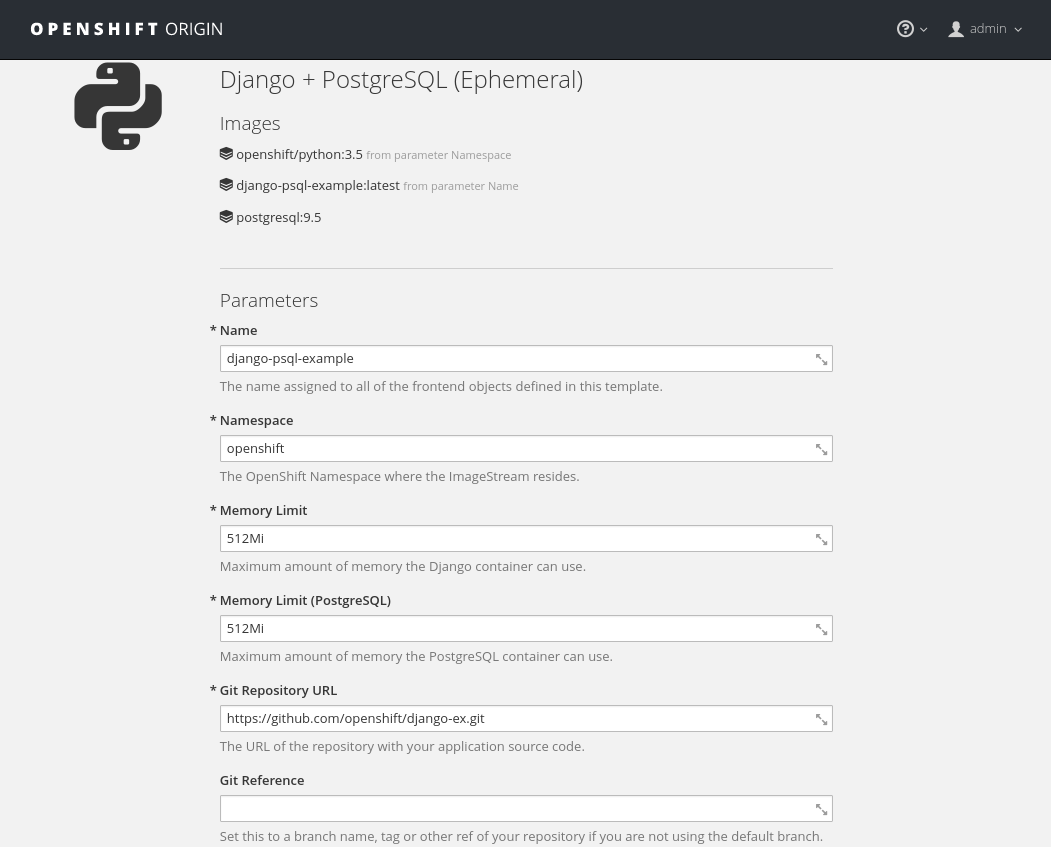 OPENSHIFT ORIGIN
admin
Django + PostgreSQL (Ephemeral)
Images
openshift/python:3.5 from parameter Namespace
django-psql-example:latest from parameter Name
postgresql:9.5
Parameters
* Name
django-psql-example
The name assigned to all of the frontend objects defined in this template.
* Namespace
openshift
The OpenShift Namespace where the ImageStream resides.
* Memory Limit
512Mi
Maximum amount of memory the Django container can use.
* Memory Limit (PostgreSQL)
512Mi
Maximum amount of memory the PostgreSQL container can use.
* Git Repository URL
https://github.com/openshift/django-ex.git
The URL of the repository with your application source code.
Git Reference
Set this to a branch name, tag or other ref of your repository if you are not using the default branch.